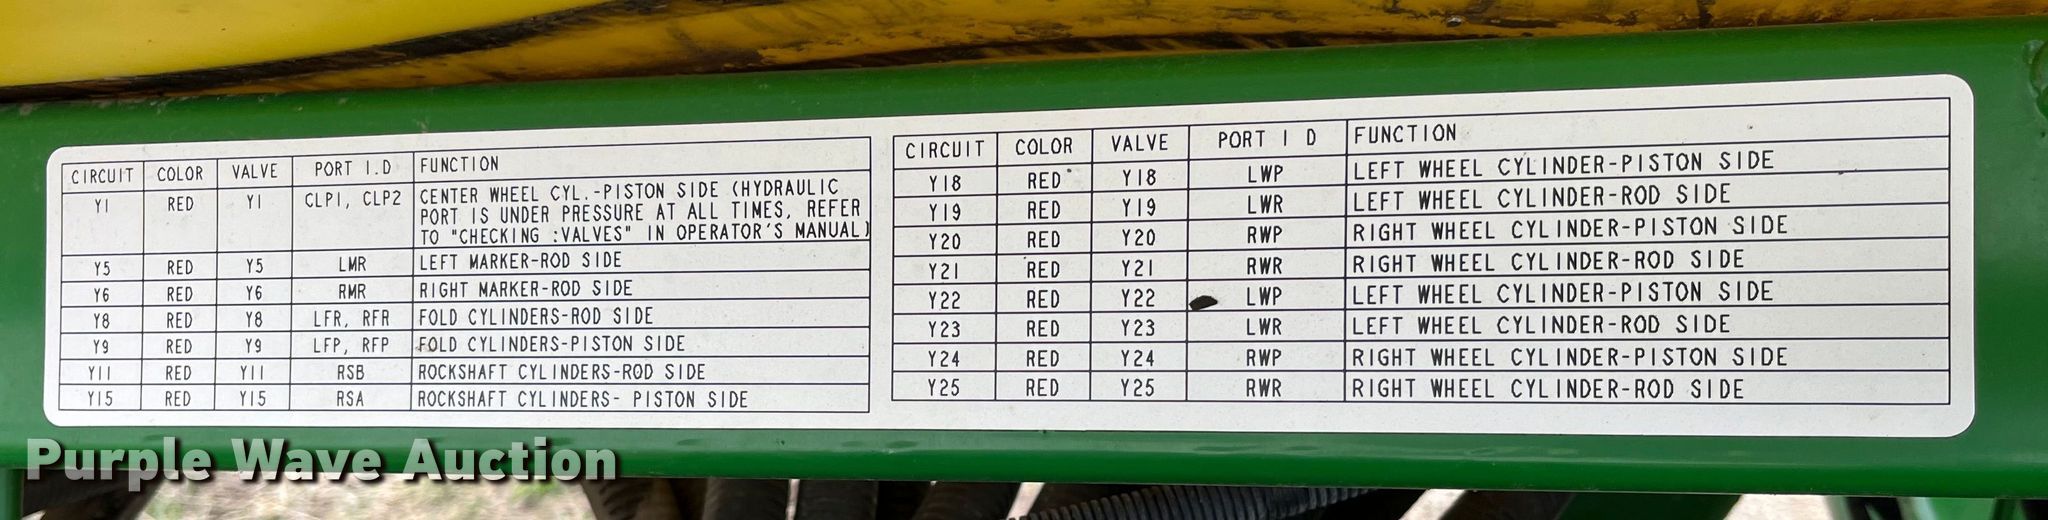 CIRCUIT COLOR VALVE PORT I.D FUNCTION
Y1 RED Y1 CLP1, CLP2 CENTER WHEEL CYL.-PISTON SIDE (HYDRAULIC
PORT IS UNDER PRESSURE AT ALL TIMES, REFER
TO "CHECKING :VALVES" IN OPERATOR'S MANUAL)
Y5 RED Y5 LMR LEFT MARKER-ROD SIDE
Y6 RED Y6 RMR RIGHT MARKER-ROD SIDE
Y8 RED Y8 LFR, RFR FOLD CYLINDERS-ROD SIDE
Y9 RED Y9 LFP, RFP FOLD CYLINDERS-PISTON SIDE
Y11 RED Y11 RSB ROCKSHAFT CYLINDERS-ROD SIDE
Y15 RED Y15 RSA ROCKSHAFT CYLINDERS- PISTON SIDE
CIRCUIT COLOR VALVE PORT I D FUNCTION
Y18 RED Y18 LWP LEFT WHEEL CYLINDER-PISTON SIDE
Y19 RED Y19 LWR LEFT WHEEL CYLINDER-ROD SIDE
Y20 RED Y20 RWP RIGHT WHEEL CYLINDER-PISTON SIDE
Y21 RED Y21 RWR RIGHT WHEEL CYLINDER-ROD SIDE
Y22 RED Y22 LWP LEFT WHEEL CYLINDER-PISTON SIDE
Y23 RED Y23 LWR LEFT WHEEL CYLINDER-ROD SIDE
Y24 RED Y24 RWP RIGHT WHEEL CYLINDER-PISTON SIDE
Y25 RED Y25 RWR RIGHT WHEEL CYLINDER-ROD SIDE
Purple Wave Auction